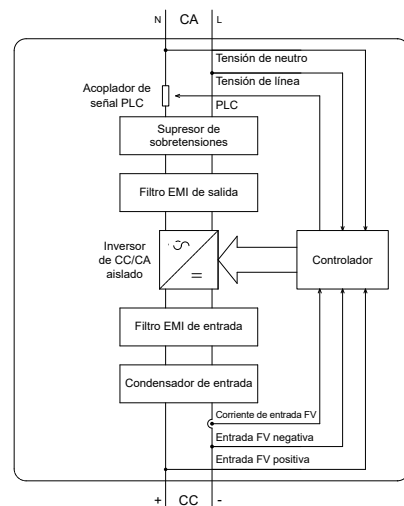 N CA L
Tensión de neutro
Tensión de línea
Acoplador de
señal PLC
PLC
Supresor de
sobretensiones
Filtro EMI de salida
Inversor
de CC/CA
aislado
Controlador
Filtro EMI de entrada
Condensador de entrada
Corriente de entrada FV
Entrada FV negativa
Entrada FV positiva
+ CC -